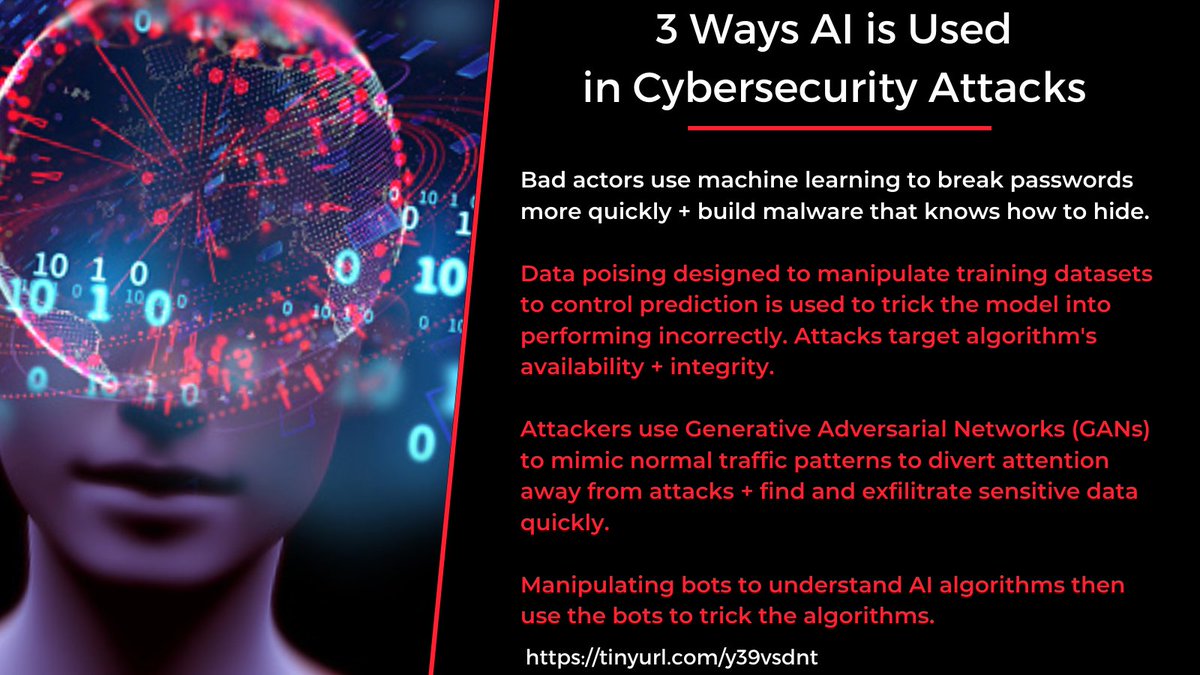 3 Ways AI is Used
in Cybersecurity Attacks
Bad actors use machine learning to break passwords
more quickly + build malware that knows how to hide.
Data poising designed to manipulate training datasets
to control prediction is used to trick the model into
performing incorrectly. Attacks target algorithm's
availability + integrity.
Attackers use Generative Adversarial Networks (GANs)
to mimic normal traffic patterns to divert attention
away from attacks + find and exfilitrate sensitive data
quickly.
Manipulating bots to understand AI algorithms then
use the bots to trick the algorithms.
https://tinyurl.com/y39vsdnt